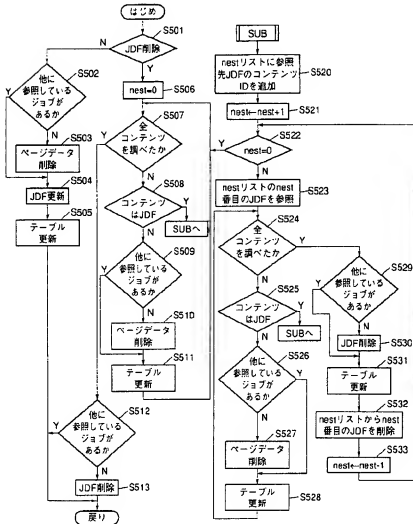 はじめ
S501
JDF削除
N
Y
S502
他に
参照している
ジョブが
あるか
Y
N
S503
ページデータ
削除
S504
JDF更新
S505
テーブル
更新
S506
nest=0
S507
全
コンテンツ
を調べたか
Y
N
S508
コンテンツ
はJDF
Y
N
SUBへ
S509
他に
参照している
ジョブが
あるか
Y
N
S510
ページデータ
削除
S511
テーブル
更新
S512
他に
参照している
ジョブが
あるか
Y
N
S513
JDF削除
戻り
SUB
S520
nestリストに参照
先JDFのコンテンツ
IDを追加
S521
nest←nest+1
S522
nest=0
Y
N
S523
nestリストのnest
番目のJDFを参照
S524
全
コンテンツ
を調べたか
Y
N
S525
コンテンツ
はJDF
Y
N
SUBへ
S526
他に
参照している
ジョブが
あるか
Y
N
S527
ページデータ
削除
S528
テーブル
更新
S529
他に
参照している
ジョブが
あるか
Y
N
S530
JDF削除
S531
テーブル
更新
S532
nestリストからnest
番目のJDFを削除
S533
nest←nest-1